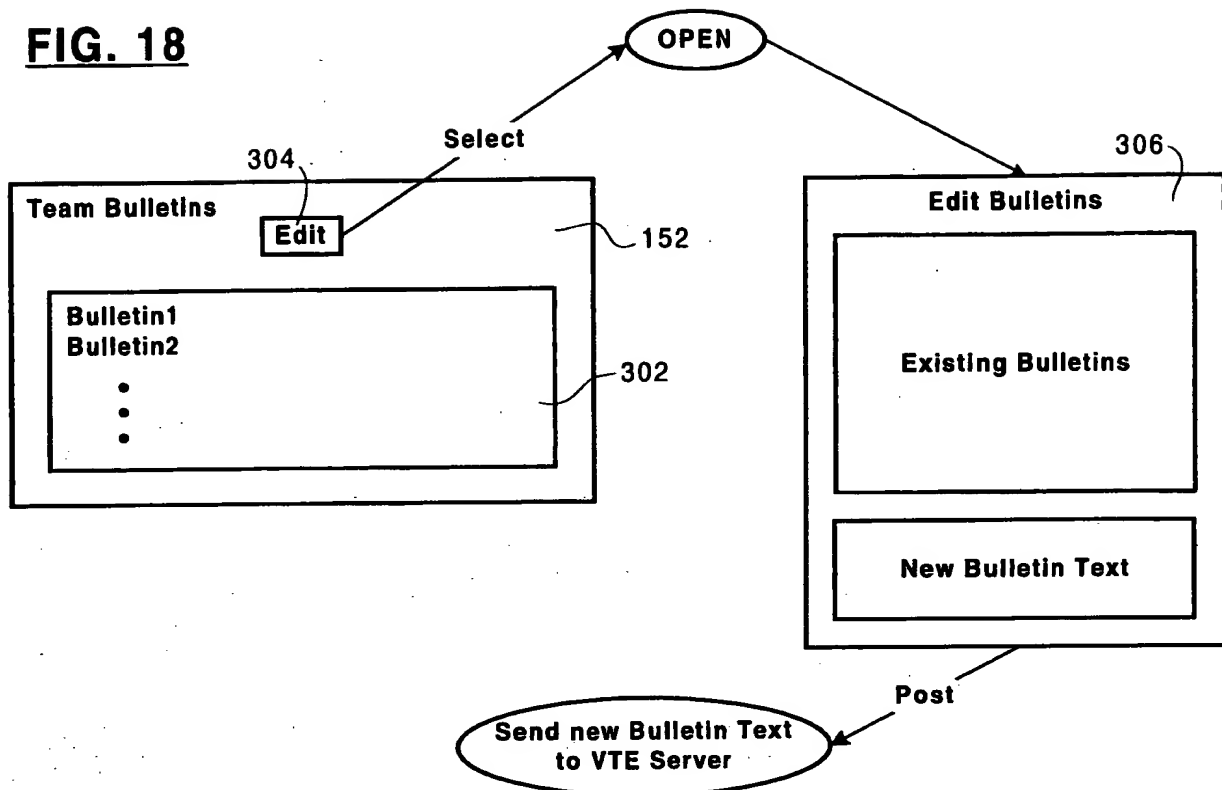 FIG. 18
OPEN
Select
304
306
Team Bulletins
Edit
152
Edit Bulletins
Bulletin1
Bulletin2
302
Existing Bulletins
New Bulletin Text
Post
Send new Bulletin Text
to VTE Server